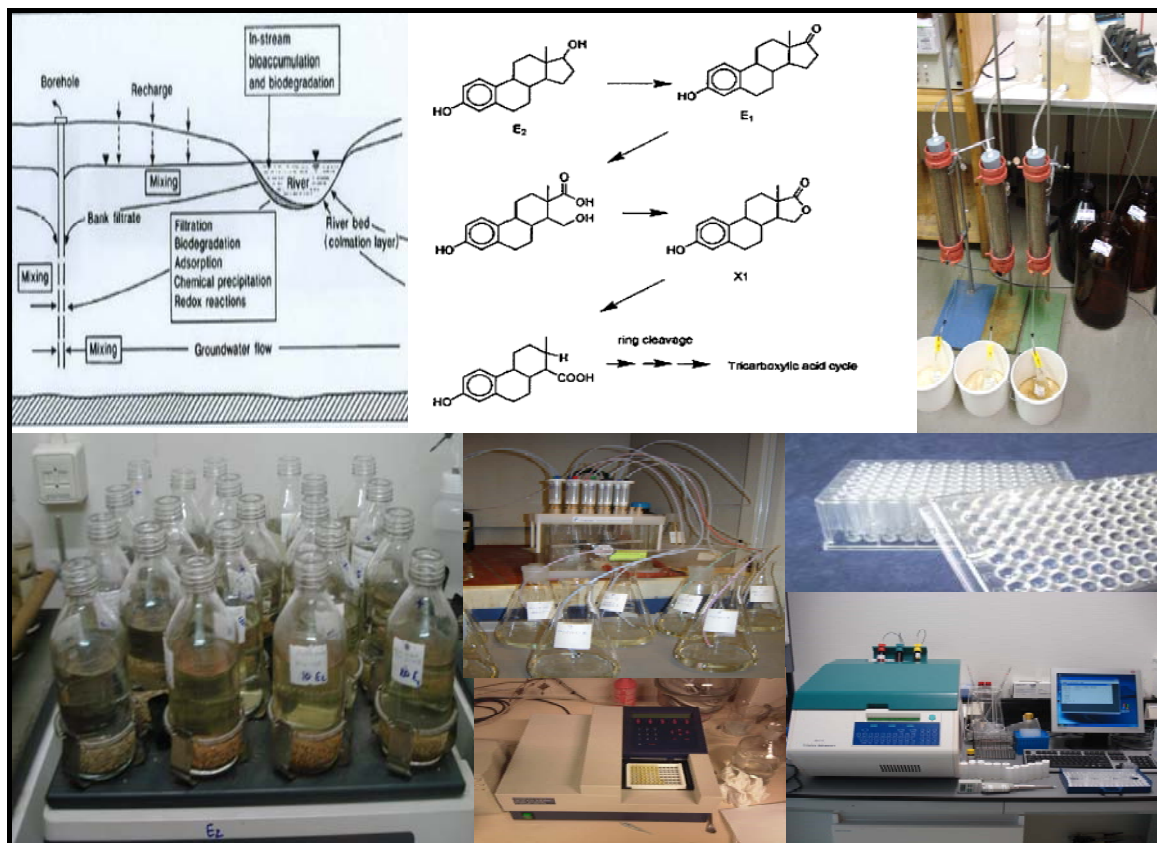 In-stream
bioaccumulation
and biodegradation
Borehole
Recharge
River
Mixing
Bank filtrate
River bed
(colmation layer)
Filtration
Biodegradation
Adsorption
Chemical precipitation
Redox reactions
Mixing
Mixing
Groundwater flow
OH
HO
E2
O
HO
E1
O
OH
OH
HO
O
O
HO
X1
H
COOH
HO
ring cleavage
Tricarboxylic acid cycle
10 E2
E2